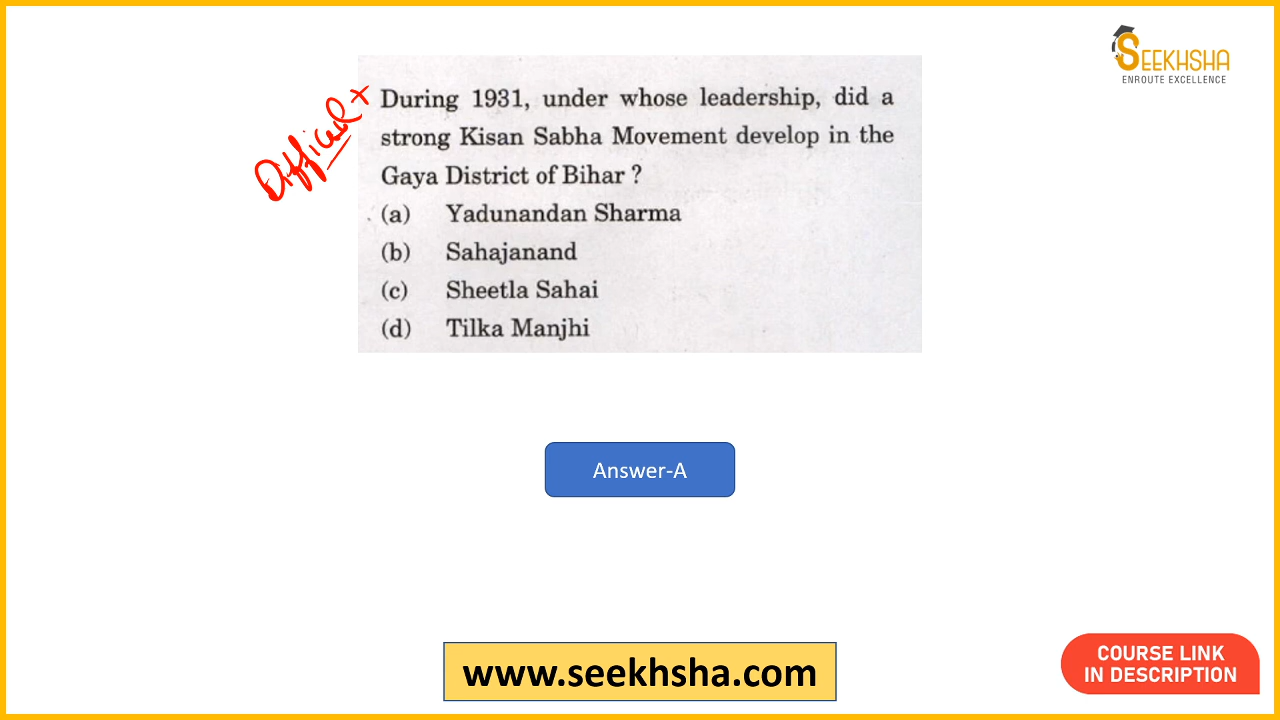 SEEKHSHA
ENROUTE EXCELLENCE
Difficult
During 1931, under whose leadership, did a
strong Kisan Sabha Movement develop in the
Gaya District of Bihar ?
(a) Yadunandan Sharma
(b) Sahajanand
(c) Sheetla Sahai
(d) Tilka Manjhi
Answer-A
www.seekhsha.com
COURSE LINK
IN DESCRIPTION